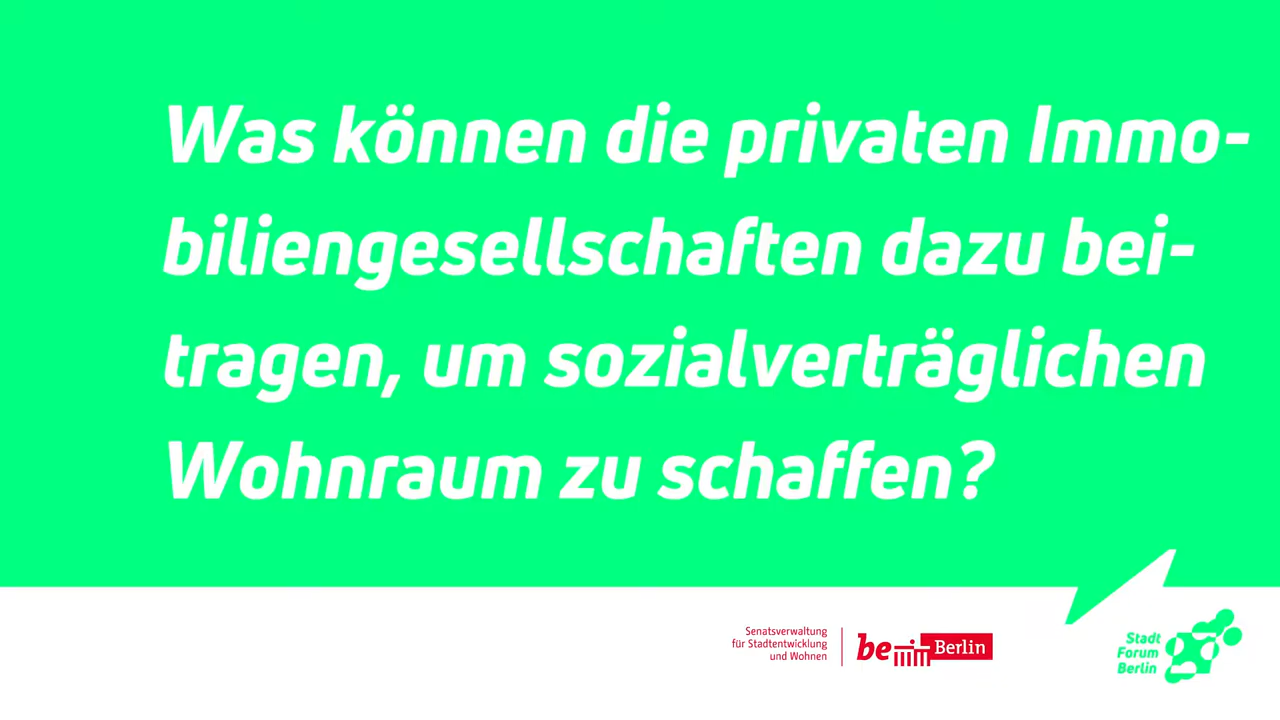 Was können die privaten Immo-
biliengesellschaften dazu bei-
tragen, um sozialverträglichen
Wohnraum zu schaffen?
Senatsverwaltung
für Stadtentwicklung
und Wohnen
be Berlin
Stadt
Forum
Berlin